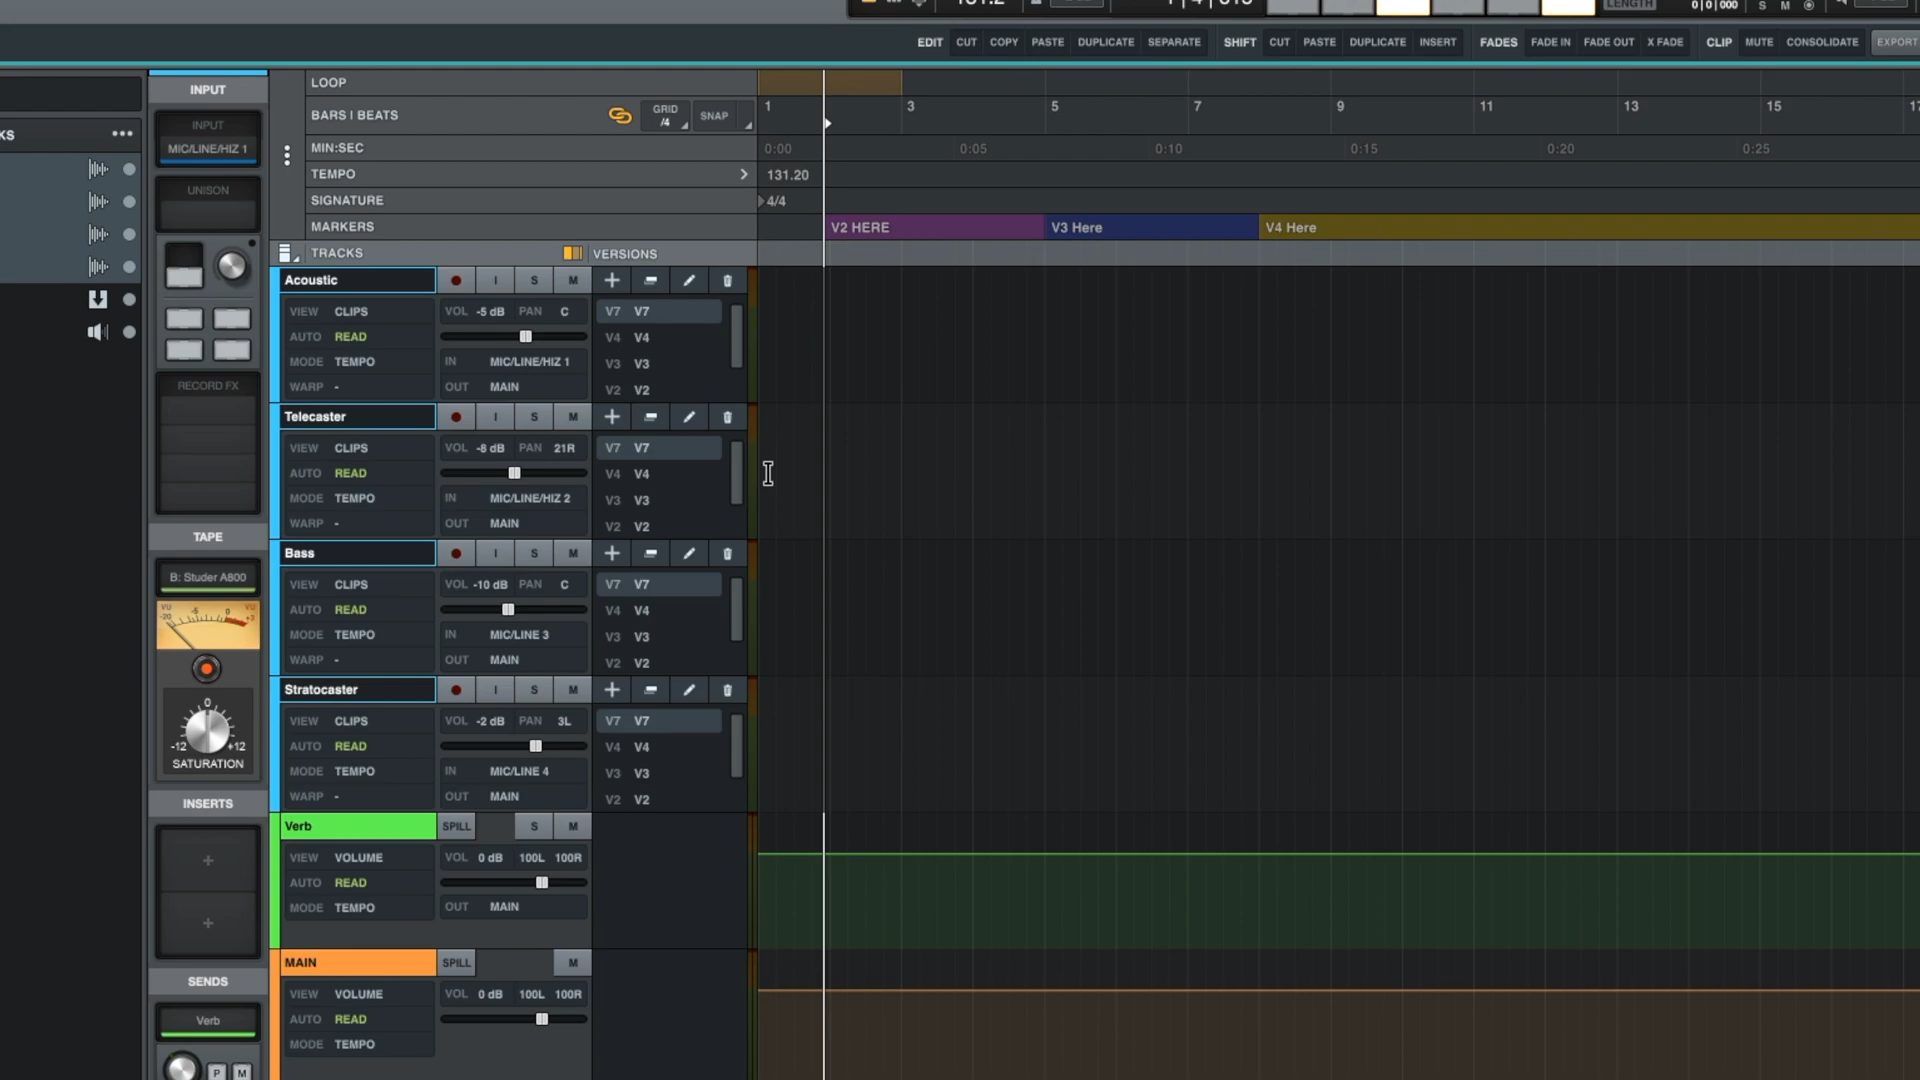 LENGTH 0|0|000 S M
EDIT CUT COPY PASTE DUPLICATE SEPARATE SHIFT CUT PASTE DUPLICATE INSERT FADES FADE IN FADE OUT X FADE CLIP MUTE CONSOLIDATE EXPORT
INPUT
INPUT
MIC/LINE/HIZ 1
UNISON
RECORD FX
TAPE
B: Studer A800
VU VU
-20 -5 0 +3
0
-12 +12
SATURATION
INSERTS
+
+
SENDS
Verb
P M
KS
LOOP
BARS | BEATS GRID /4 SNAP 1 3 5 7 9 11 13 15 17
MIN:SEC 0:00 0:05 0:10 0:15 0:20 0:25
TEMPO 131.20
SIGNATURE 4/4
MARKERS V2 HERE V3 Here V4 Here
TRACKS VERSIONS
Acoustic I S M
VIEW CLIPS VOL -5 dB PAN C V7 V7
AUTO READ V4 V4
MODE TEMPO IN MIC/LINE/HIZ 1 V3 V3
WARP - OUT MAIN V2 V2
Telecaster I S M
VIEW CLIPS VOL -8 dB PAN 21R V7 V7
AUTO READ V4 V4
MODE TEMPO IN MIC/LINE/HIZ 2 V3 V3
WARP - OUT MAIN V2 V2
Bass I S M
VIEW CLIPS VOL -10 dB PAN C V7 V7
AUTO READ V4 V4
MODE TEMPO IN MIC/LINE 3 V3 V3
WARP - OUT MAIN V2 V2
Stratocaster I S M
VIEW CLIPS VOL -2 dB PAN 3L V7 V7
AUTO READ V4 V4
MODE TEMPO IN MIC/LINE 4 V3 V3
WARP - OUT MAIN V2 V2
Verb SPILL S M
VIEW VOLUME VOL 0 dB 100L 100R
AUTO READ
MODE TEMPO OUT MAIN
MAIN SPILL M
VIEW VOLUME VOL 0 dB 100L 100R
AUTO READ
MODE TEMPO